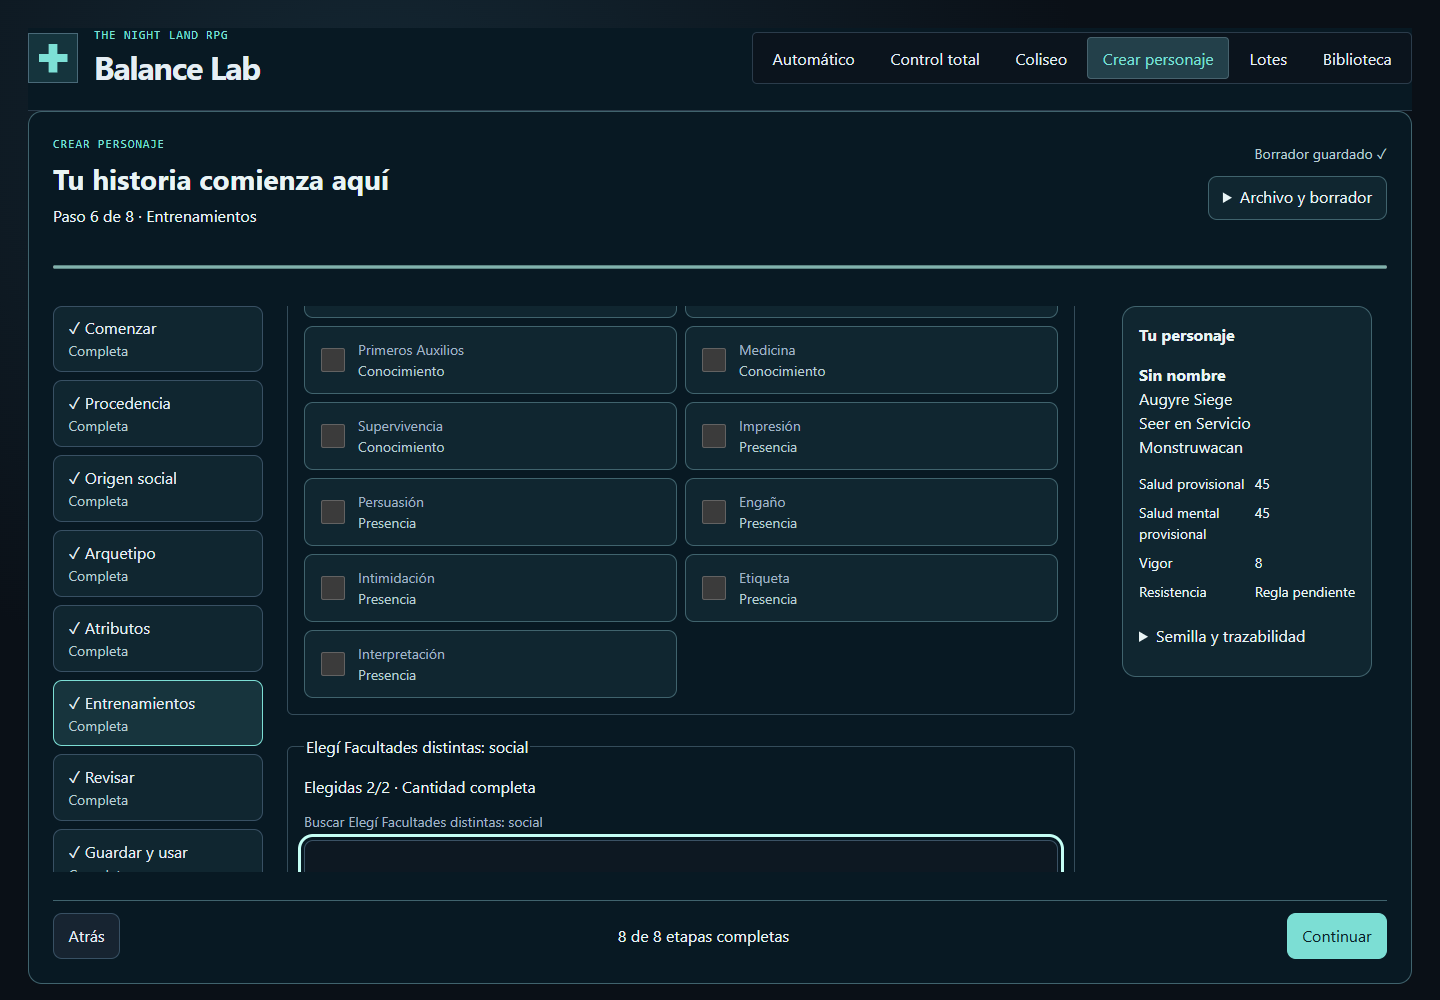 THE NIGHT LAND RPG
Balance Lab
Automático
Control total
Coliseo
Crear personaje
Lotes
Biblioteca
CREAR PERSONAJE
Tu historia comienza aquí
Paso 6 de 8 · Entrenamientos
Borrador guardado ✓
▶ Archivo y borrador
✓ Comenzar
Completa
✓ Procedencia
Completa
✓ Origen social
Completa
✓ Arquetipo
Completa
✓ Atributos
Completa
✓ Entrenamientos
Completa
✓ Revisar
Completa
✓ Guardar y usar
Primeros Auxilios
Conocimiento
Medicina
Conocimiento
Supervivencia
Conocimiento
Impresión
Presencia
Persuasión
Presencia
Engaño
Presencia
Intimidación
Presencia
Etiqueta
Presencia
Interpretación
Presencia
Elegí Facultades distintas: social
Elegidas 2/2 · Cantidad completa
Buscar Elegí Facultades distintas: social
Tu personaje
Sin nombre
Augyre Siege
Seer en Servicio
Monstruwacan
Salud provisional 45
Salud mental provisional 45
Vigor 8
Resistencia Regla pendiente
▶ Semilla y trazabilidad
Atrás
8 de 8 etapas completas
Continuar